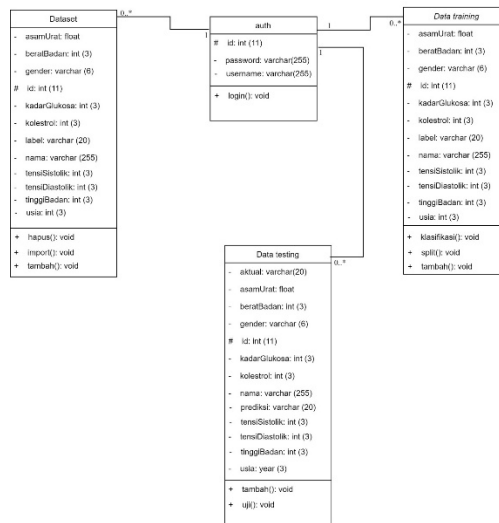 Dataset
- asamUrat: float
- beratBadan: int (3)
- gender: varchar (6)
# id: int (11)
- kadarGlukosa: int (3)
- kolestrol: int (3)
- label: varchar (20)
- nama: varchar (255)
- tensiSistolik: int (3)
- tensiDiastolik: int (3)
- tinggiBadan: int (3)
- usia: int (3)
+ hapus(): void
+ import(): void
+ tambah(): void
0..*
1
auth
# id: int (11)
- password: varchar(255)
- username: varchar(255)
+ login(): void
1
1
0..*
Data training
- asamUrat: float
- beratBadan: int (3)
- gender: varchar (6)
# id: int (11)
- kadarGlukosa: int (3)
- kolestrol: int (3)
- label: varchar (20)
- nama: varchar (255)
- tensiSistolik: int (3)
- tensiDiastolik: int (3)
- tinggiBadan: int (3)
- usia: int (3)
+ klasifikasi(): void
+ split(): void
+ tambah(): void
Data testing
0..*
- aktual: varchar(20)
- asamUrat: float
- beratBadan: int (3)
- gender: varchar (6)
# id: int (11)
- kadarGlukosa: int (3)
- kolestrol: int (3)
- nama: varchar (255)
- prediksi: varchar (20)
- tensiSistolik: int (3)
- tensiDiastolik: int (3)
- tinggiBadan: int (3)
- usia: year (3)
+ tambah(): void
+ uji(): void